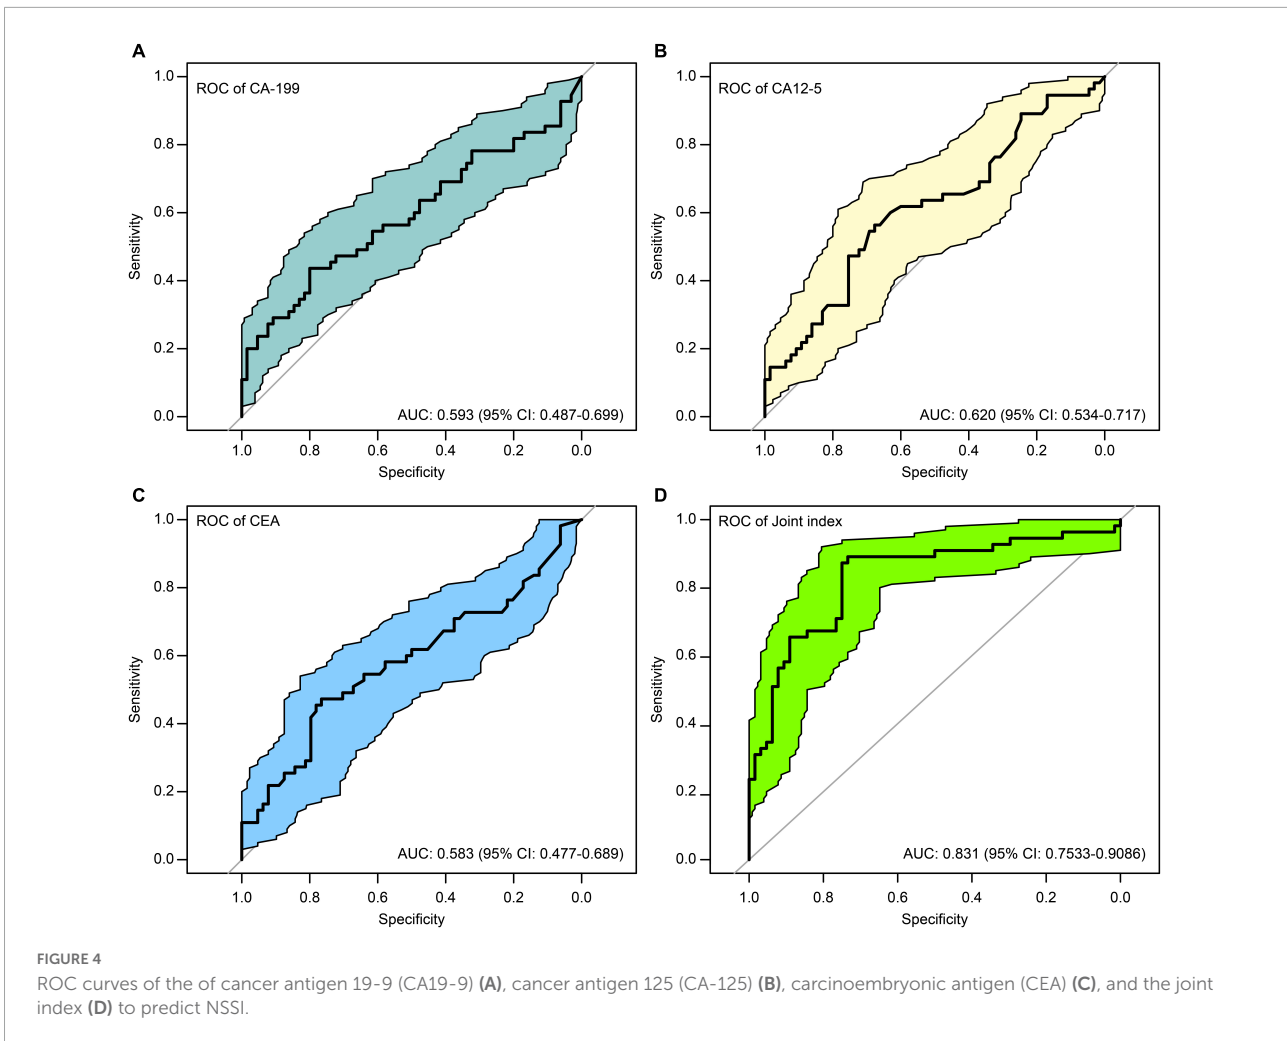 A
ROC of CA-199
1.0
0.8
0.6
0.4
0.2
0.0
Sensitivity
AUC: 0.593 (95% CI: 0.487-0.699)
1.0 0.8 0.6 0.4 0.2 0.0
Specificity
B
ROC of CA12-5
1.0
0.8
0.6
0.4
0.2
0.0
Sensitivity
AUC: 0.620 (95% CI: 0.534-0.717)
1.0 0.8 0.6 0.4 0.2 0.0
Specificity
C
ROC of CEA
1.0
0.8
0.6
0.4
0.2
0.0
Sensitivity
AUC: 0.583 (95% CI: 0.477-0.689)
1.0 0.8 0.6 0.4 0.2 0.0
Specificity
D
ROC of Joint index
1.0
0.8
0.6
0.4
0.2
0.0
Sensitivity
AUC: 0.831 (95% CI: 0.7533-0.9086)
1.0 0.8 0.6 0.4 0.2 0.0
Specificity
FIGURE 4
ROC curves of the of cancer antigen 19-9 (CA19-9) (A), cancer antigen 125 (CA-125) (B), carcinoembryonic antigen (CEA) (C), and the joint
index (D) to predict NSSI.